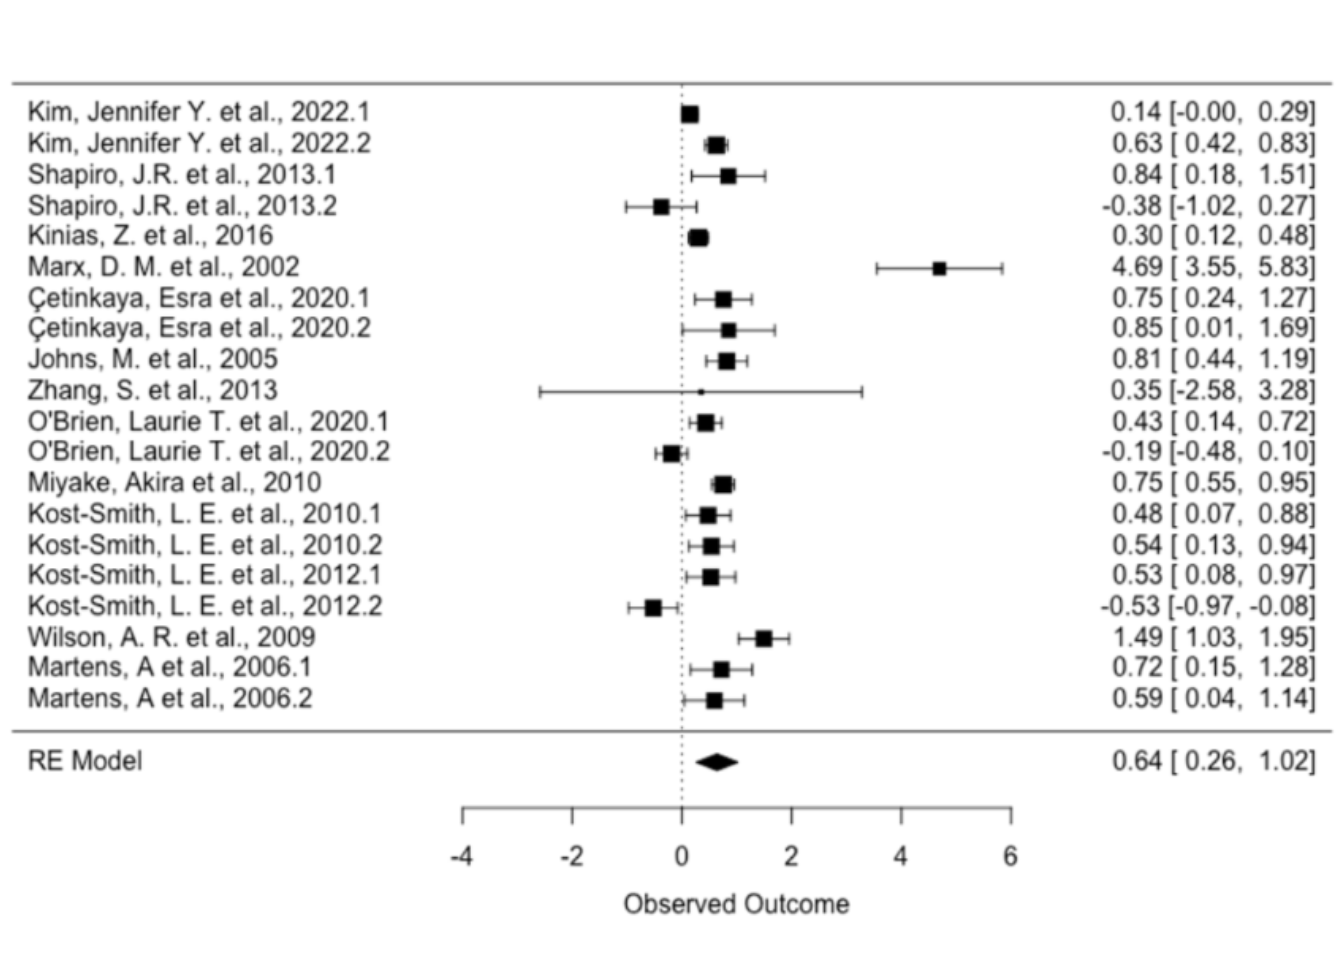 Kim, Jennifer Y. et al., 2022.1 0.14 [-0.00, 0.29]
Kim, Jennifer Y. et al., 2022.2 0.63 [ 0.42, 0.83]
Shapiro, J.R. et al., 2013.1 0.84 [ 0.18, 1.51]
Shapiro, J.R. et al., 2013.2 -0.38 [-1.02, 0.27]
Kinias, Z. et al., 2016 0.30 [ 0.12, 0.48]
Marx, D. M. et al., 2002 4.69 [ 3.55, 5.83]
Çetinkaya, Esra et al., 2020.1 0.75 [ 0.24, 1.27]
Çetinkaya, Esra et al., 2020.2 0.85 [ 0.01, 1.69]
Johns, M. et al., 2005 0.81 [ 0.44, 1.19]
Zhang, S. et al., 2013 0.35 [-2.58, 3.28]
O'Brien, Laurie T. et al., 2020.1 0.43 [ 0.14, 0.72]
O'Brien, Laurie T. et al., 2020.2 -0.19 [-0.48, 0.10]
Miyake, Akira et al., 2010 0.75 [ 0.55, 0.95]
Kost-Smith, L. E. et al., 2010.1 0.48 [ 0.07, 0.88]
Kost-Smith, L. E. et al., 2010.2 0.54 [ 0.13, 0.94]
Kost-Smith, L. E. et al., 2012.1 0.53 [ 0.08, 0.97]
Kost-Smith, L. E. et al., 2012.2 -0.53 [-0.97, -0.08]
Wilson, A. R. et al., 2009 1.49 [ 1.03, 1.95]
Martens, A et al., 2006.1 0.72 [ 0.15, 1.28]
Martens, A et al., 2006.2 0.59 [ 0.04, 1.14]
RE Model 0.64 [ 0.26, 1.02]
-4 -2 0 2 4 6
Observed Outcome